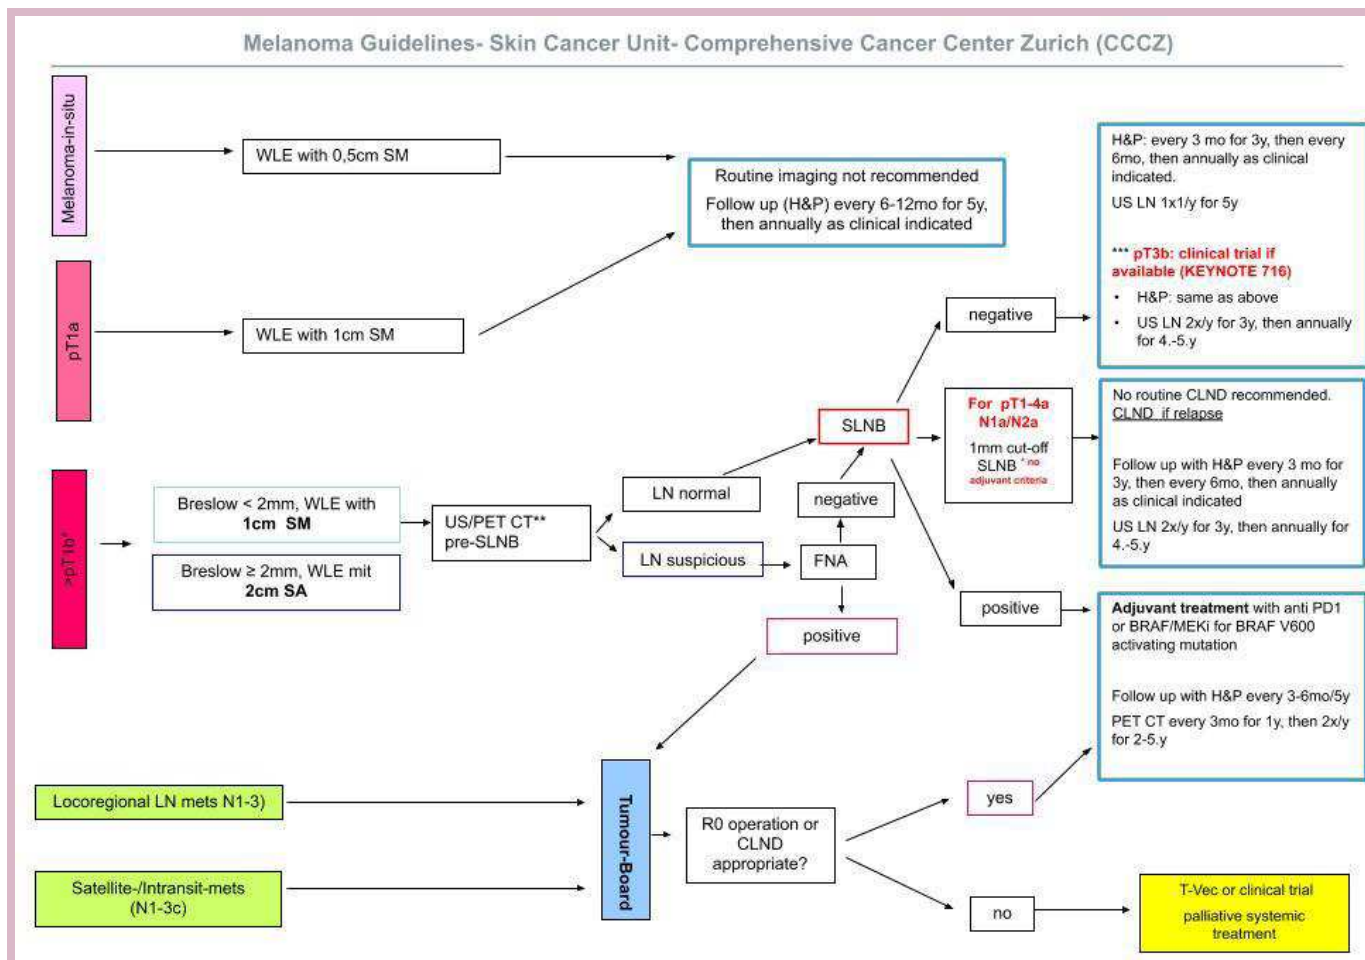 Melanoma Guidelines- Skin Cancer Unit- Comprehensive Cancer Center Zurich (CCCZ)
Melanoma-in-situ
WLE with 0,5cm SM
Routine imaging not recommended
Follow up (H&P) every 6-12mo for 5y,
then annually as clinical indicated
pT1a
WLE with 1cm SM
H&P: every 3 mo for 3y, then every
6mo, then annually as clinical
indicated.
US LN 1x1/y for 5y
*** pT3b: clinical trial if
available (KEYNOTE 716)
• H&P: same as above
• US LN 2x/y for 3y, then annually
for 4.-5.y
negative
SLNB
For pT1-4a
N1a/N2a
1mm cut-off
SLNB * no
adjuvant criteria
No routine CLND recommended.
CLND if relapse
Follow up with H&P every 3 mo for
3y, then every 6mo, then annually
as clinical indicated
US LN 2x/y for 3y, then annually for
4.-5.y
>pT1b*
Breslow < 2mm, WLE with
1cm SM
Breslow ≥ 2mm, WLE mit
2cm SA
US/PET CT**
pre-SLNB
LN normal
LN suspicious
negative
FNA
positive
positive
Adjuvant treatment with anti PD1
or BRAF/MEKi for BRAF V600
activating mutation
Follow up with H&P every 3-6mo/5y
PET CT every 3mo for 1y, then 2x/y
for 2-5.y
Locoregional LN mets N1-3)
Satellite-/Intransit-mets
(N1-3c)
Tumour-Board
R0 operation or
CLND
appropriate?
yes
no
T-Vec or clinical trial
palliative systemic
treatment